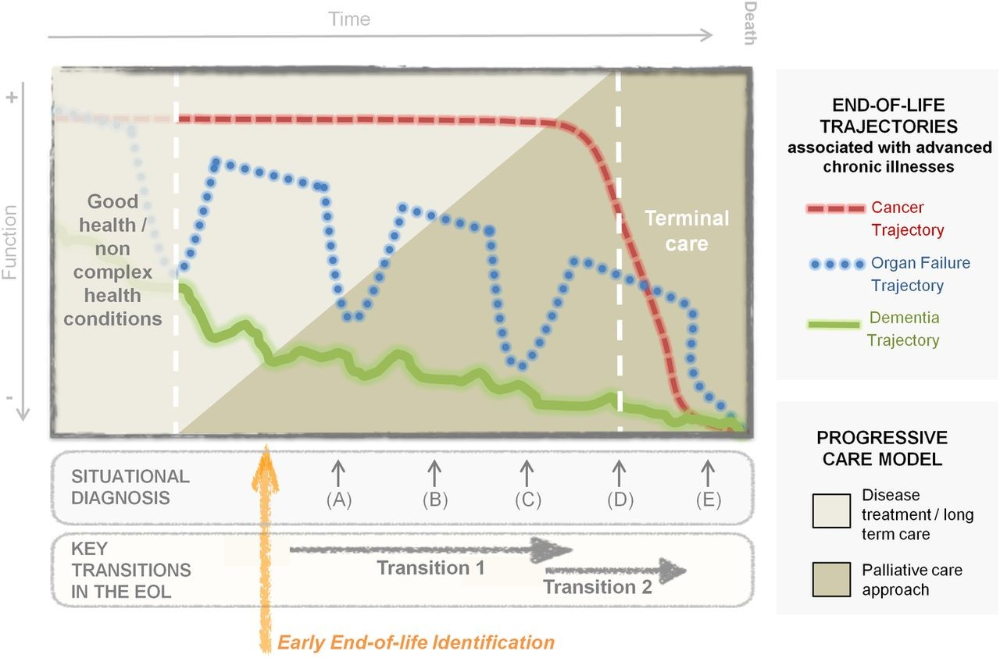 Time
Death
+
Function
-
Good
health /
non
complex
health
conditions
Terminal
care
END-OF-LIFE
TRAJECTORIES
associated with advanced
chronic illnesses
Cancer
Trajectory
Organ Failure
Trajectory
Dementia
Trajectory
PROGRESSIVE
CARE MODEL
Disease
treatment / long
term care
Palliative care
approach
SITUATIONAL
DIAGNOSIS
(A)
(B)
(C)
(D)
(E)
KEY
TRANSITIONS
IN THE EOL
Transition 1
Transition 2
Early End-of-life Identification